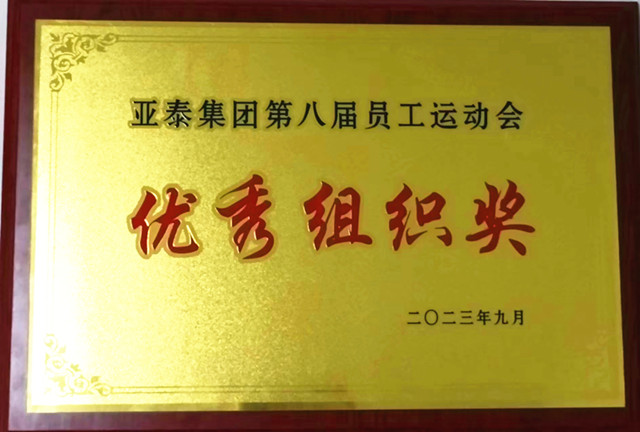 亚泰集团第八届员工运动会
优秀组织奖
二〇二三年九月